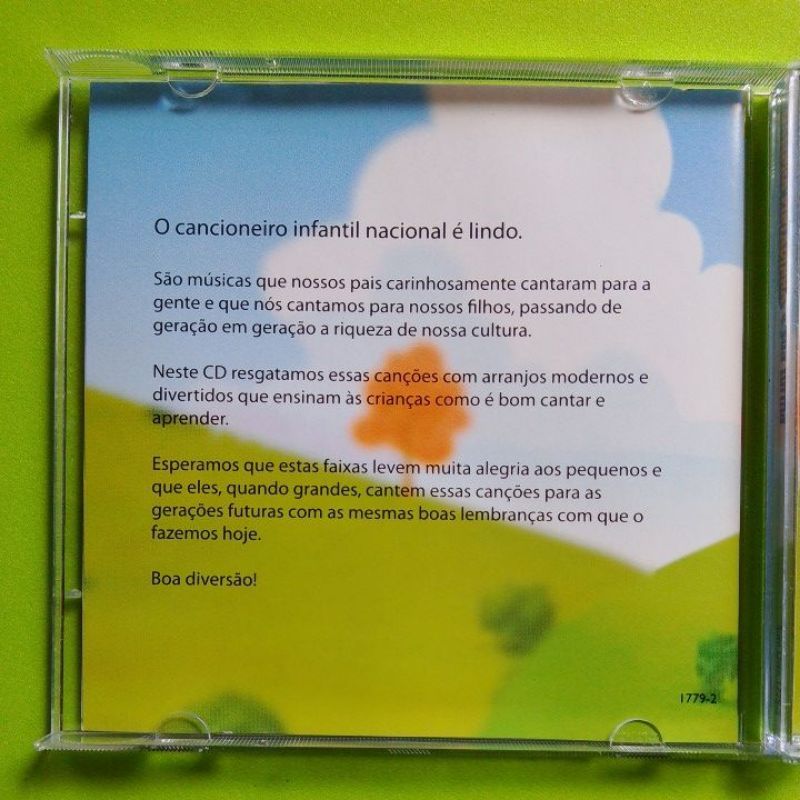 O cancioneiro infantil nacional é lindo.
São músicas que nossos pais carinhosamente cantaram para a
gente e que nós cantamos para nossos filhos, passando de
geração em geração a riqueza de nossa cultura.
Neste CD resgatamos essas canções com arranjos modernos e
divertidos que ensinam às crianças como é bom cantar e
aprender.
Esperamos que estas faixas levem muita alegria aos pequenos e
que eles, quando grandes, cantem essas canções para as
gerações futuras com as mesmas boas lembranças com que o
fazemos hoje.
Boa diversão!
1779-2